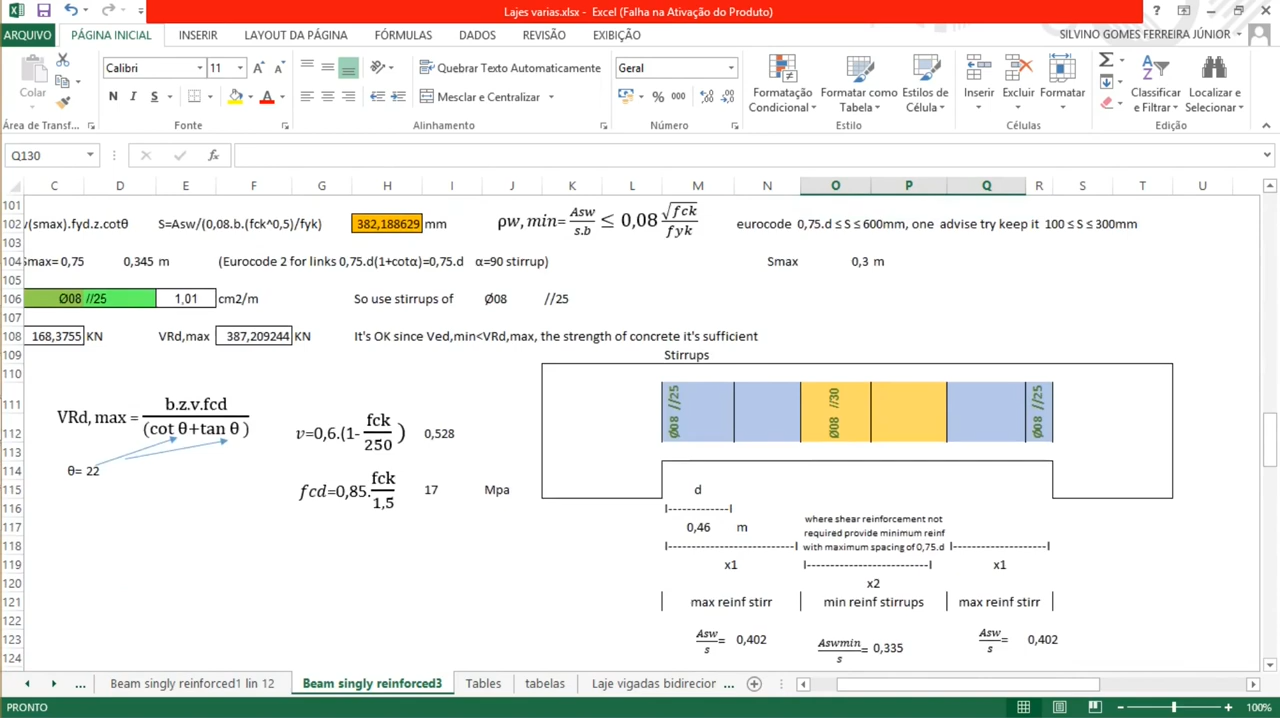 Lajes varias.xlsx - Excel (Falha na Ativação do Produto)
ARQUIVO PÁGINA INICIAL INSERIR LAYOUT DA PÁGINA FÓRMULAS DADOS REVISÃO EXIBIÇÃO SILVINO GOMES FERREIRA JÚNIOR
Colar
Calibri 11
N I S
Quebrar Texto Automaticamente
Mesclar e Centralizar
Geral
% 000
Formatação Condicional
Formatar como Tabela
Estilos de Célula
Inserir Excluir Formatar
Classificar e Filtrar
Localizar e Selecionar
Área de Transf... Fonte Alinhamento Número Estilo Células Edição
Q130 fx
C D E F G H I J K L M N O P Q R S T U
101
102 v(smax).fyd.z.cotθ S=Asw/(0,08.b.(fck^0,5)/fyk) 382,188629 mm ρw, min= Asw/s.b ≤ 0,08 √fck/fyk eurocode 0,75.d ≤ S ≤ 600mm, one advise try keep it 100 ≤ S ≤ 300mm
103
104 Smax= 0,75 0,345 m (Eurocode 2 for links 0,75.d(1+cotα)=0,75.d α=90 stirrup) Smax 0,3 m
105
106 Ø08 //25 1,01 cm2/m So use stirrups of Ø08 //25
107
108 168,3755 KN VRd,max 387,209244 KN It's OK since Ved,min<VRd,max, the strength of concrete it's sufficient
109 Stirrups
110
111 VRd, max = b.z.v.fcd/(cot θ+tan θ) Ø08 //25 Ø08 //30 Ø08 //25
112 v=0,6.(1- fck/250) 0,528
113
114 θ= 22
115 fcd=0,85. fck/1,5 17 Mpa d
116
117 0,46 m where shear reinforcement not
required provide minimum reinf
118 with maximum spacing of 0,75.d
119 x1 x1
120 x2
121 max reinf stirr min reinf stirrups max reinf stirr
122
123 Asw/s= 0,402 Aswmin/s= 0,335 Asw/s= 0,402
124
... Beam singly reinforced1 lin 12 Beam singly reinforced3 Tables tabelas Laje vigadas bidirecior ...
PRONTO 100%